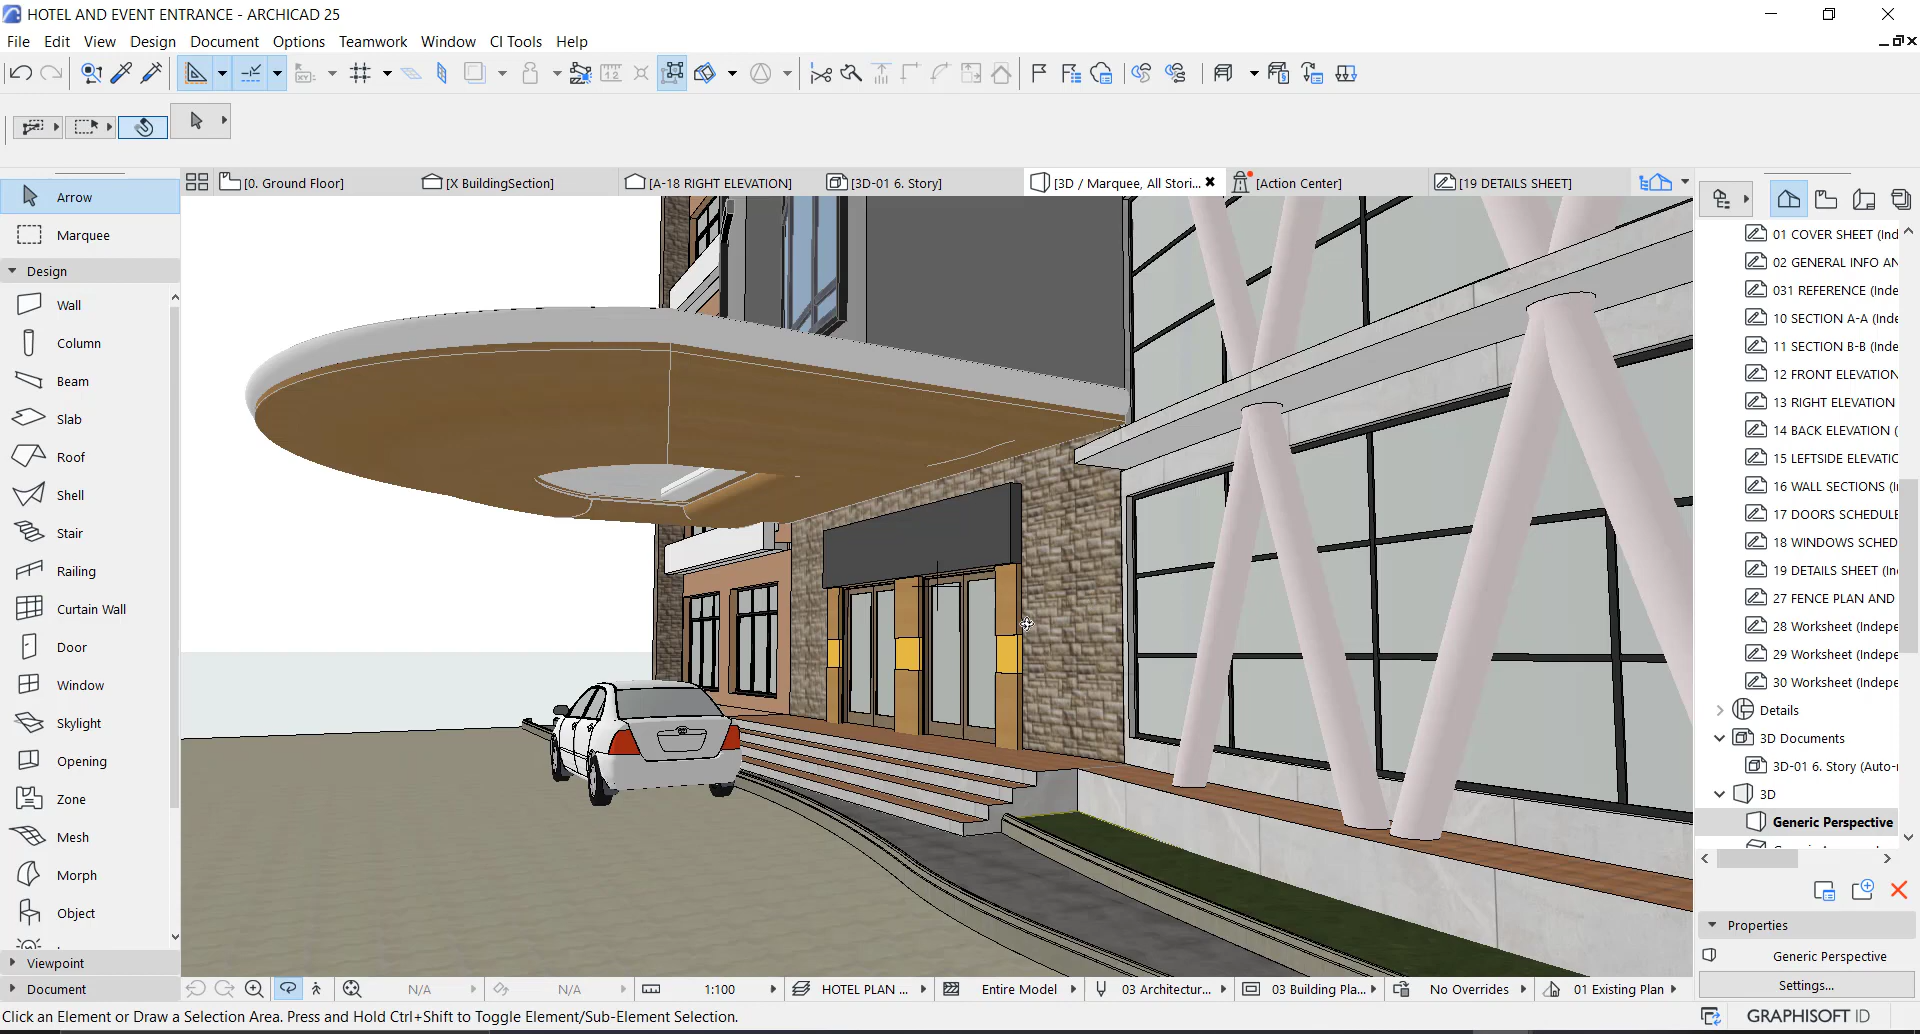 HOTEL AND EVENT ENTRANCE - ARCHICAD 25
File Edit View Design Document Options Teamwork Window CI Tools Help
[0. Ground Floor] [X BuildingSection] [A-18 RIGHT ELEVATION] [3D-01 6. Story] [3D / Marquee, All Stori... [Action Center] [19 DETAILS SHEET]
Arrow
Marquee
Design
Wall
Column
Beam
Slab
Roof
Shell
Stair
Railing
Curtain Wall
Door
Window
Skylight
Opening
Zone
Mesh
Morph
Object
Viewpoint
Document
01 COVER SHEET (Ind
02 GENERAL INFO AN
031 REFERENCE (Inde
10 SECTION A-A (Inde
11 SECTION B-B (Inde
12 FRONT ELEVATION
13 RIGHT ELEVATION
14 BACK ELEVATION (
15 LEFTSIDE ELEVATIC
16 WALL SECTIONS (I
17 DOORS SCHEDULE
18 WINDOWS SCHED
19 DETAILS SHEET (In
27 FENCE PLAN AND
28 Worksheet (Indepe
29 Worksheet (Indepe
30 Worksheet (Indepe
Details
3D Documents
3D-01 6. Story (Auto-
3D
Generic Perspective
Properties
Generic Perspective
Settings...
N/A N/A 1:100 HOTEL PLAN ... Entire Model 03 Architectur... 03 Building Pla... No Overrides 01 Existing Plan
Click an Element or Draw a Selection Area. Press and Hold Ctrl+Shift to Toggle Element/Sub-Element Selection.
GRAPHISOFT ID